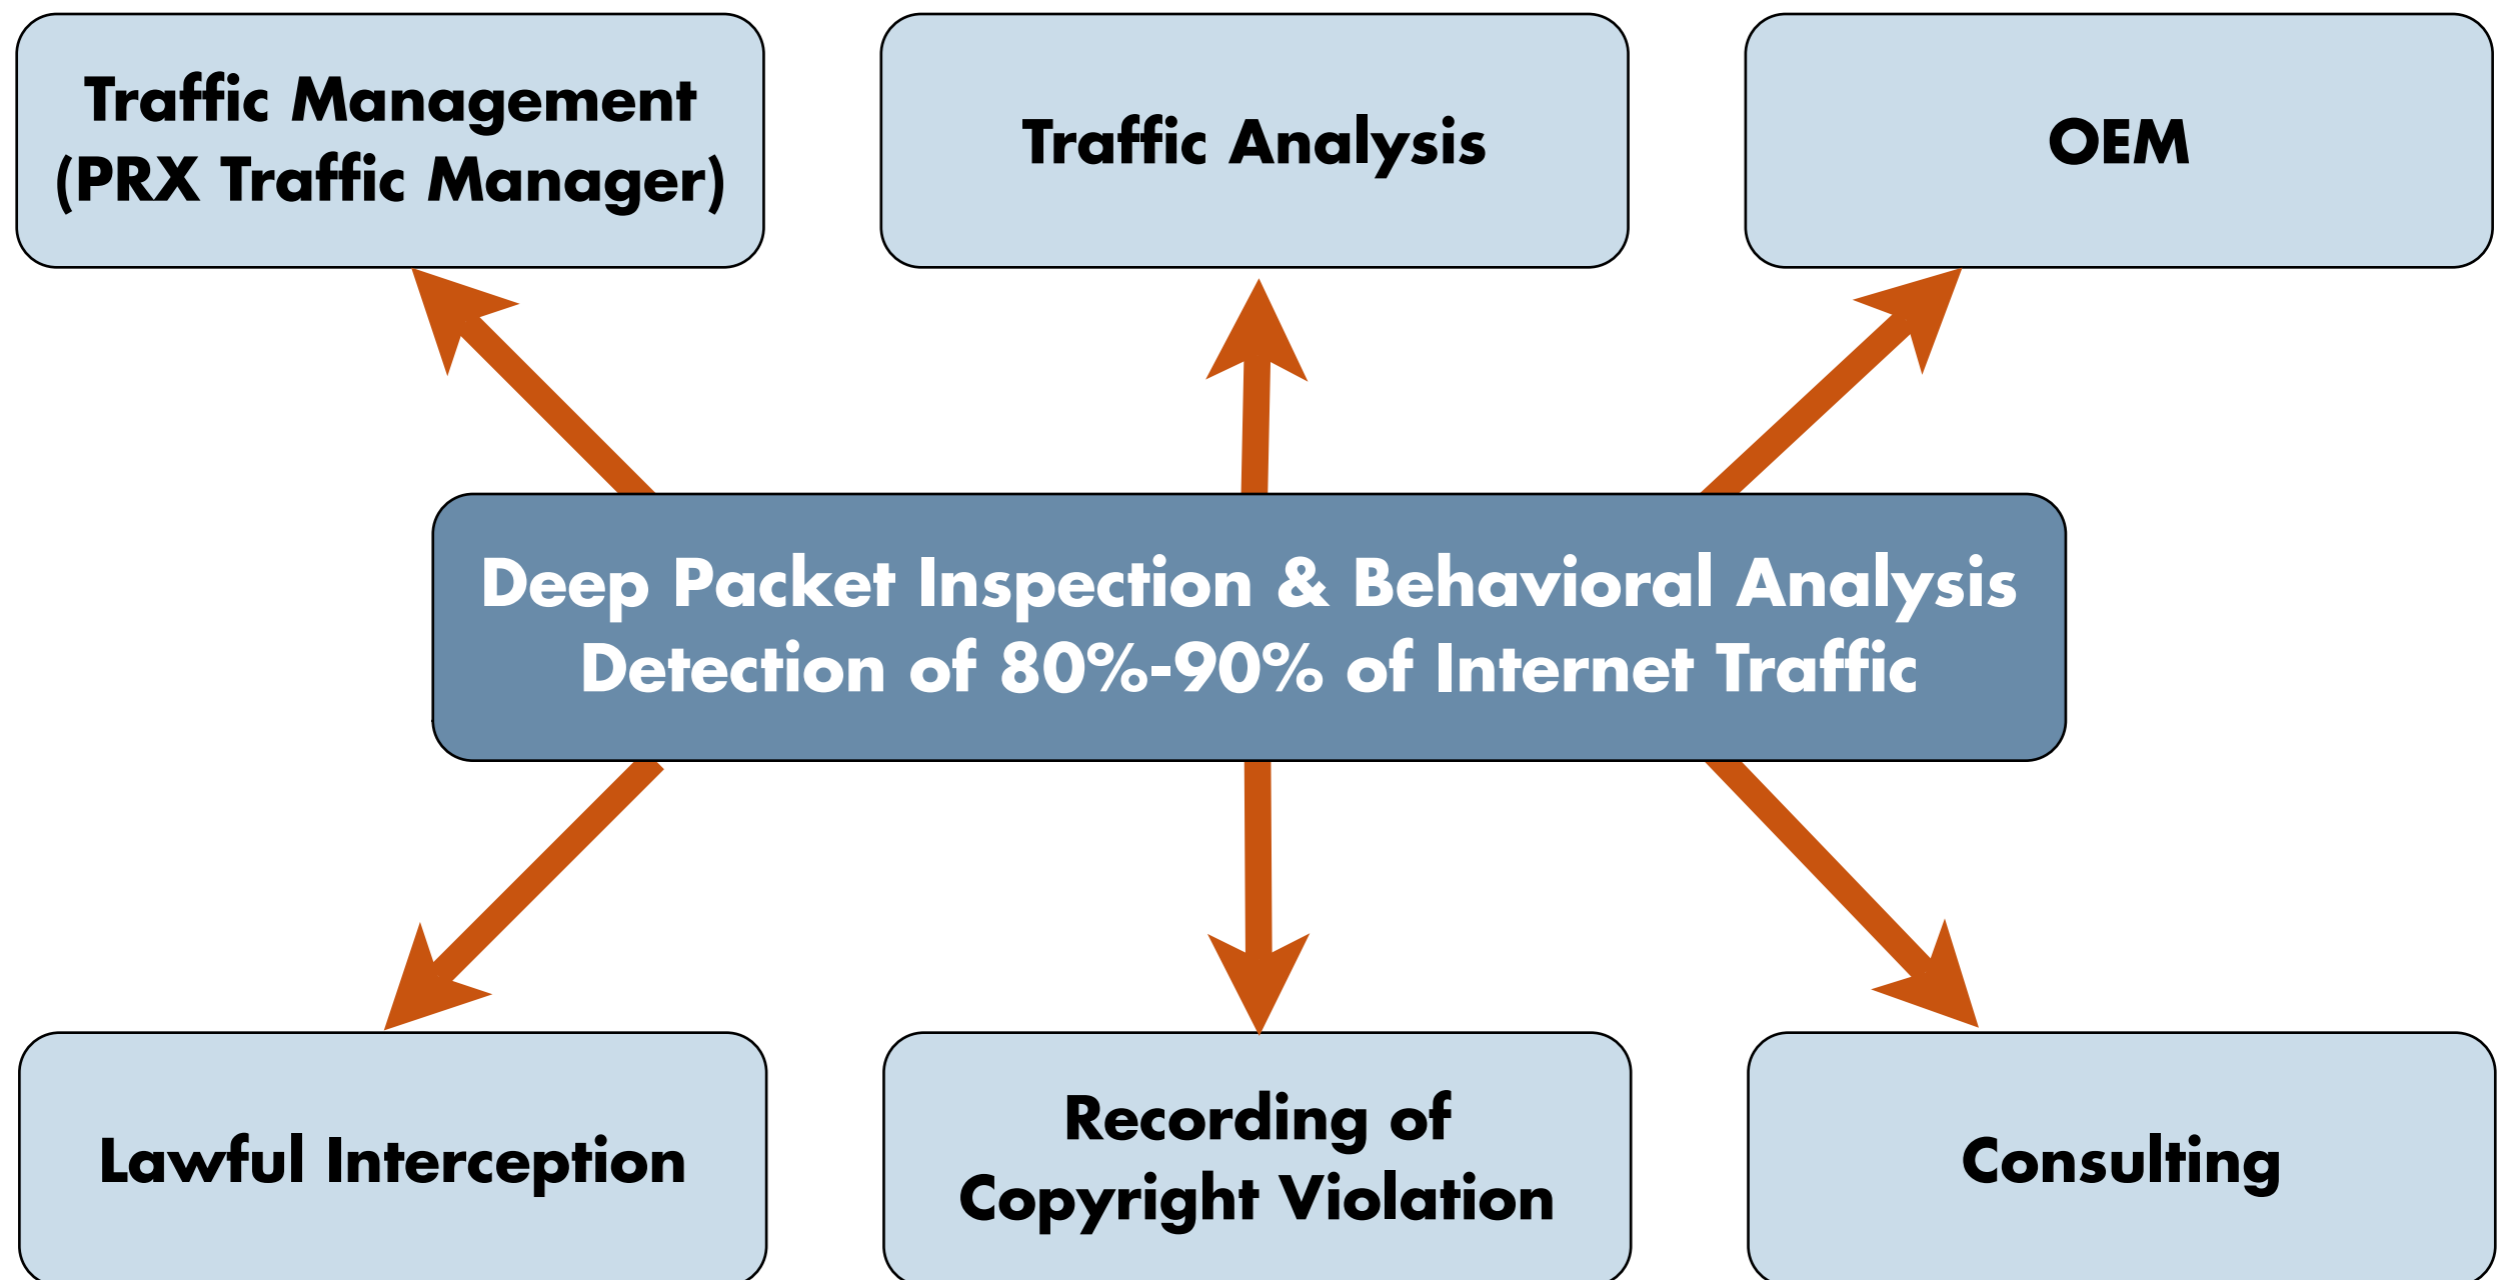 Traffic Management
(PRX Traffic Manager)
Traffic Analysis
OEM
Deep Packet Inspection & Behavioral Analysis
Detection of 80%-90% of Internet Traffic
Lawful Interception
Recording of
Copyright Violation
Consulting